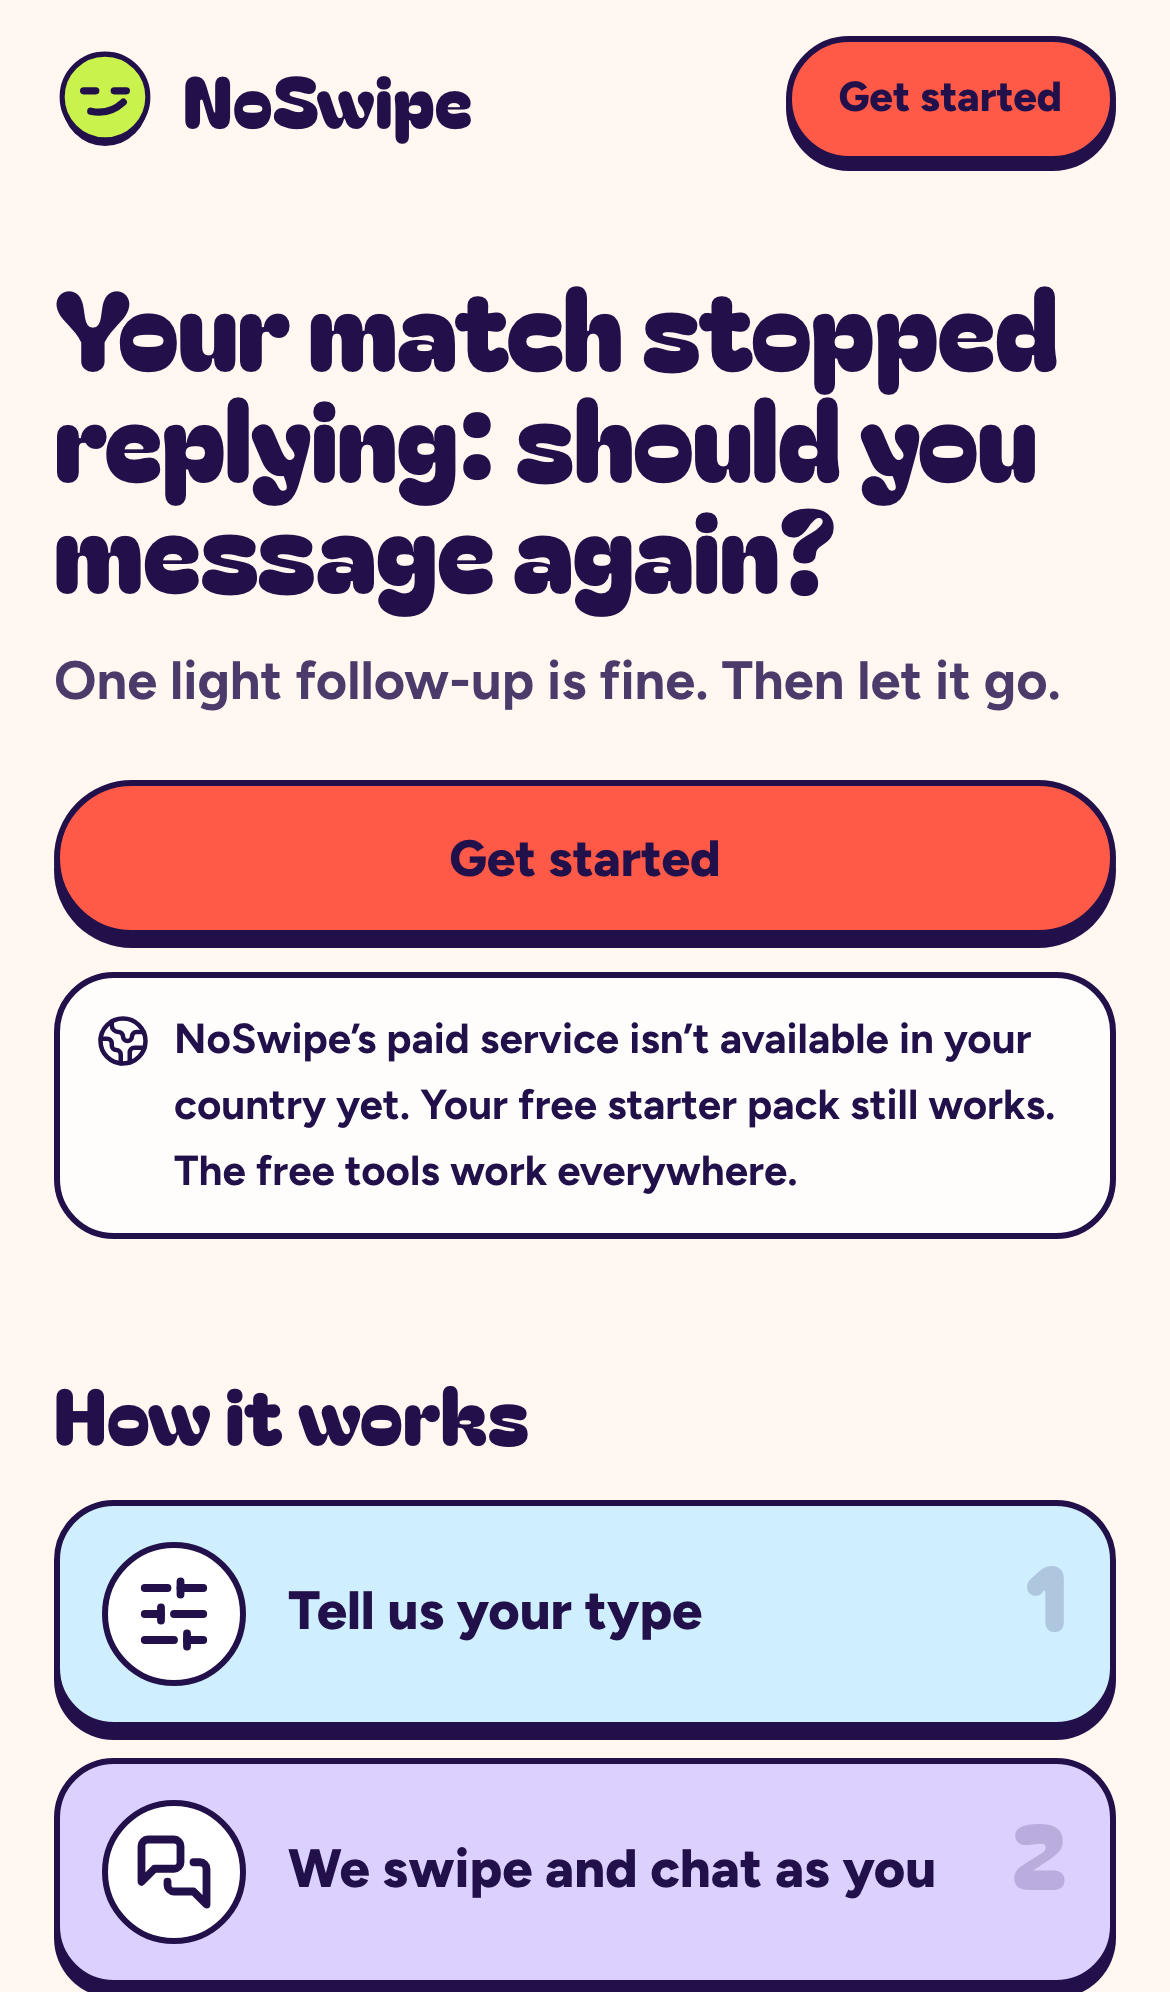 NoSwipe
Get started
Your match stopped
replying: should you
message again?
One light follow-up is fine. Then let it go.
Get started
NoSwipe’s paid service isn’t available in your
country yet. Your free starter pack still works.
The free tools work everywhere.
How it works
Tell us your type
1
We swipe and chat as you
2